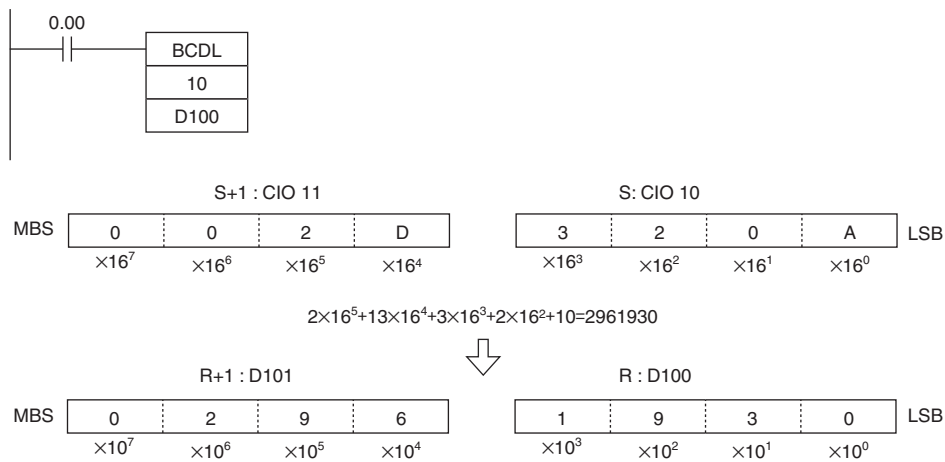 0.00
BCDL
10
D100
S+1 : CIO 11
S: CIO 10
MBS 0 0 2 D 3 2 0 A LSB
×16⁷ ×16⁶ ×16⁵ ×16⁴ ×16³ ×16² ×16¹ ×16⁰
2×16⁵+13×16⁴+3×16³+2×16²+10=2961930
R+1 : D101
R : D100
MBS 0 2 9 6 1 9 3 0 LSB
×10⁷ ×10⁶ ×10⁵ ×10⁴ ×10³ ×10² ×10¹ ×10⁰